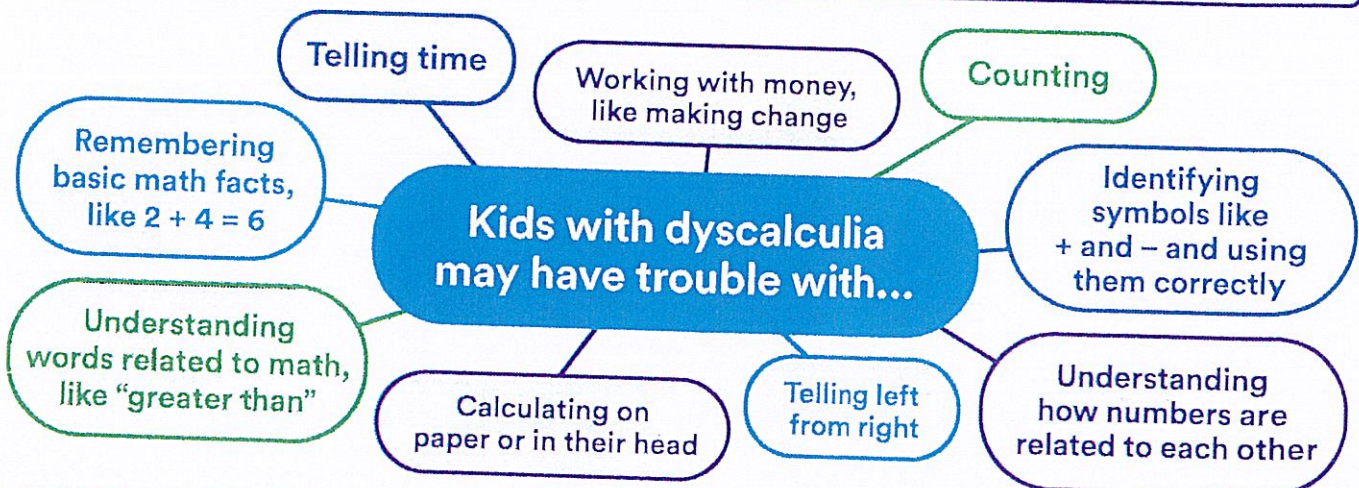 Telling time
Working with money,
like making change
Counting
Remembering
basic math facts,
like 2 + 4 = 6
Kids with dyscalculia
may have trouble with...
Identifying
symbols like
+ and – and using
them correctly
Understanding
words related to math,
like “greater than”
Calculating on
paper or in their head
Telling left
from right
Understanding
how numbers are
related to each other